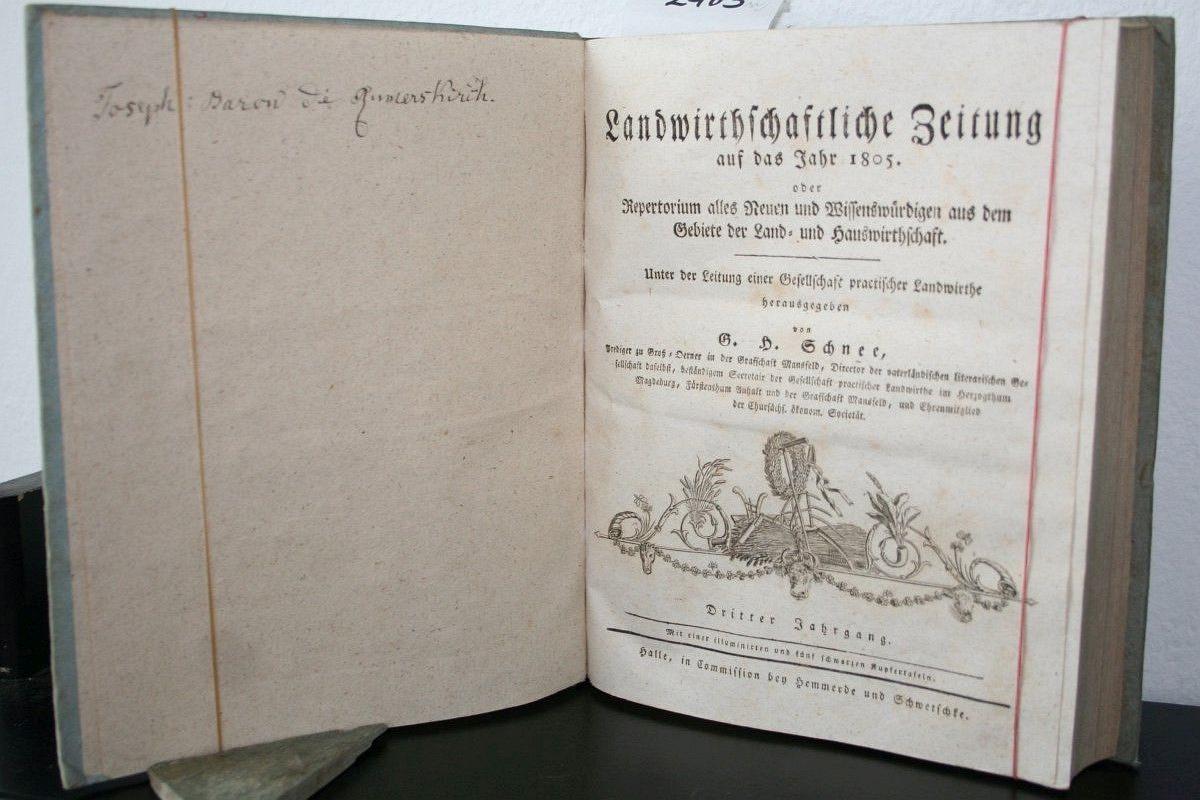 2463
Joseph: Baron de Rumerskirch.
Landwirthschaftliche Zeitung
auf das Jahr 1805.
oder
Repertorium alles Neuen und Wissenswürdigen aus dem
Gebiete der Land- und Hauswirthschaft.
Unter der Leitung einer Gesellschaft practischer Landwirthe
herausgegeben
von
G. H. Schnee,
Prediger zu Groß-Oerner in der Grafschaft Mansfeld, Director der vaterländischen literarischen Ge-
sellschaft daselbst, beständigem Secretair der Gesellschaft practischer Landwirthe im Herzogthum
Magdeburg, Fürstenthum Anhalt und der Grafschaft Mansfeld, und Ehrenmitglied
der Chursächs. ökonom. Societät.
Dritter Jahrgang.
Mit einer illuminirten und fünf schwarzen Kupfertafeln.
Halle, in Commission bey Hemmerde und Schwetschke.